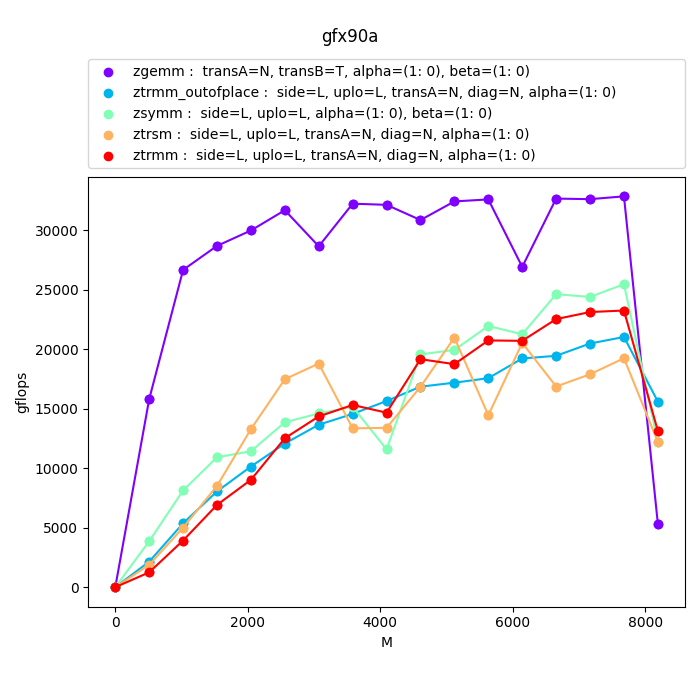 gfx90a
zgemm :  transA=N, transB=T, alpha=(1: 0), beta=(1: 0)
ztrmm_outofplace :  side=L, uplo=L, transA=N, diag=N, alpha=(1: 0)
zsymm :  side=L, uplo=L, alpha=(1: 0), beta=(1: 0)
ztrsm :  side=L, uplo=L, transA=N, diag=N, alpha=(1: 0)
ztrmm :  side=L, uplo=L, transA=N, diag=N, alpha=(1: 0)
30000
25000
20000
15000
10000
5000
0
gflops
0 2000 4000 6000 8000
M